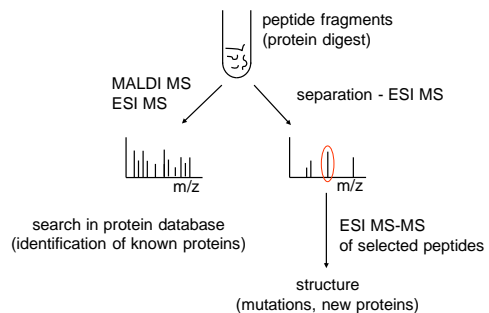 peptide fragments
(protein digest)
MALDI MS
ESI MS
separation - ESI MS
m/z
m/z
search in protein database
(identification of known proteins)
ESI MS-MS
of selected peptides
structure
(mutations, new proteins)